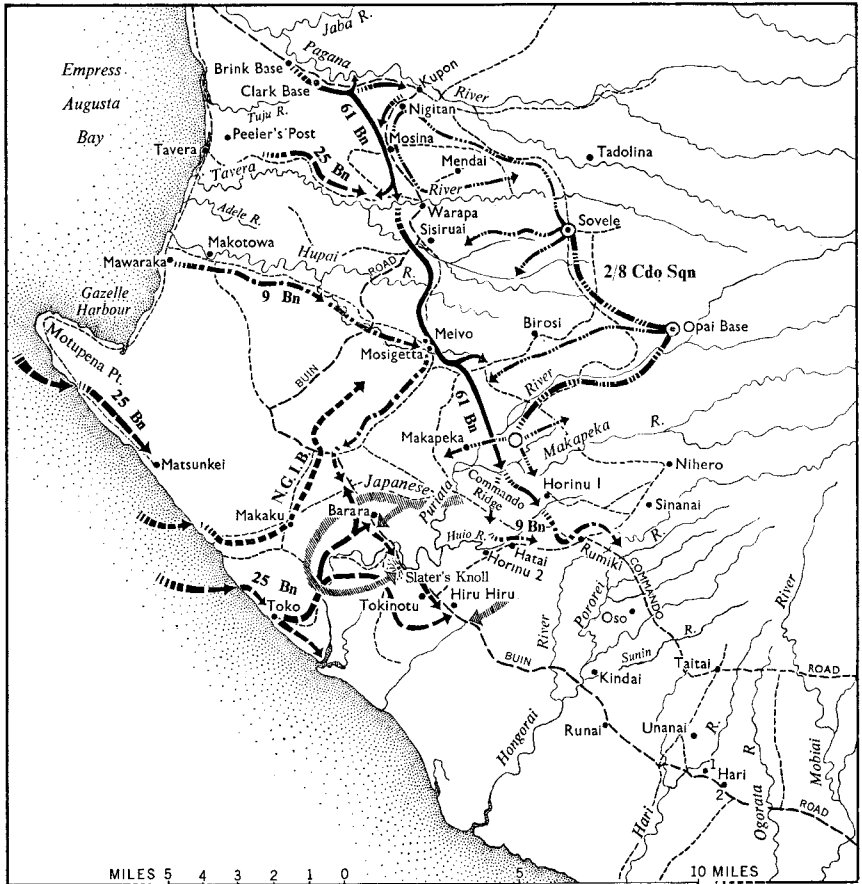 Jaba R.
Pagana
River
Empress
Augusta
Bay
Brink Base
Clark Base
Kupon
Tuju R.
Nigitan
Peeler's Post
61 Bn
Mosina
Tavera
25 Bn
Mendai
Tadolina
Tavera
River
Adele R.
Warapa
Sovele
Makotowa
Sisiruai
Hupai
R.
ROAD
Mawaraka
2/8 Cdo Sqn
9 Bn
Gazelle
Harbour
Meivo
Birosi
Opai Base
Mosigetta
Motupena Pt.
BUIN
River
25 Bn
61 Bn
Makapeka
Makapeka
R.
Matsunkei
N.G.I.B.
Nihero
Japanese
Puriata
Commando
Ridge
Horinu 1
Sinanai
Makaku
Barara
9 Bn
R.
Huio R.
Hatai
Rumiki
Horinu 2
COMMANDO
Slater's Knoll
25 Bn
Toko
Tokinotu
Hiru Hiru
Pororei
River
River
Oso
BUIN
Sunin
R.
Taitai
ROAD
Kindai
Hongorai
Runai
Unanai
R.
R
1
Hari
2
Hari
Ogorata
Mobiai
ROAD
MILES 5 4 3 2 1 0 5 10 MILES